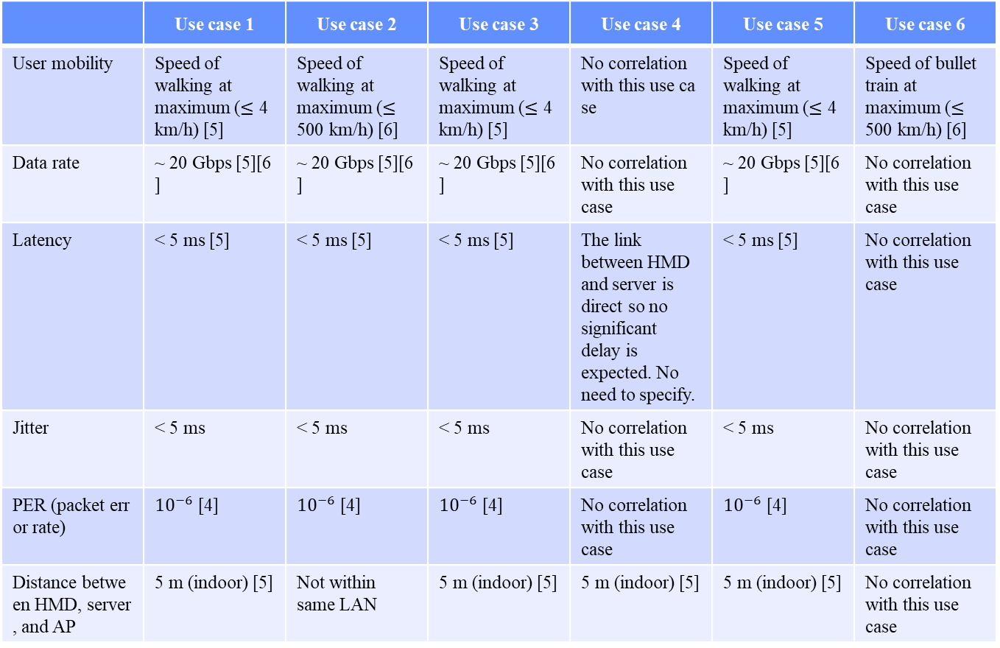 Use case 1
Use case 2
Use case 3
Use case 4
Use case 5
Use case 6
User mobility
Speed of
walking at
maximum (≤ 4
km/h) [5]
Speed of
walking at
maximum (≤
500 km/h) [6]
Speed of
walking at
maximum (≤ 4
km/h) [5]
No correlation
with this use ca
se
Speed of
walking at
maximum (≤ 4
km/h) [5]
Speed of bullet
train at
maximum (≤
500 km/h) [6]
Data rate
~ 20 Gbps [5][6
]
~ 20 Gbps [5][6
]
~ 20 Gbps [5][6
]
No correlation
with this use
case
~ 20 Gbps [5][6
]
No correlation
with this use
case
Latency
< 5 ms [5]
< 5 ms [5]
< 5 ms [5]
The link
between HMD
and server is
direct so no
significant
delay is
expected. No
need to specify.
< 5 ms [5]
No correlation
with this use
case
Jitter
< 5 ms
< 5 ms
< 5 ms
No correlation
with this use
case
< 5 ms
No correlation
with this use
case
PER (packet err
or rate)
10⁻⁶ [4]
10⁻⁶ [4]
10⁻⁶ [4]
No correlation
with this use
case
10⁻⁶ [4]
No correlation
with this use
case
Distance betwe
en HMD, server
, and AP
5 m (indoor) [5]
Not within
same LAN
5 m (indoor) [5]
5 m (indoor) [5]
5 m (indoor) [5]
No correlation
with this use
case